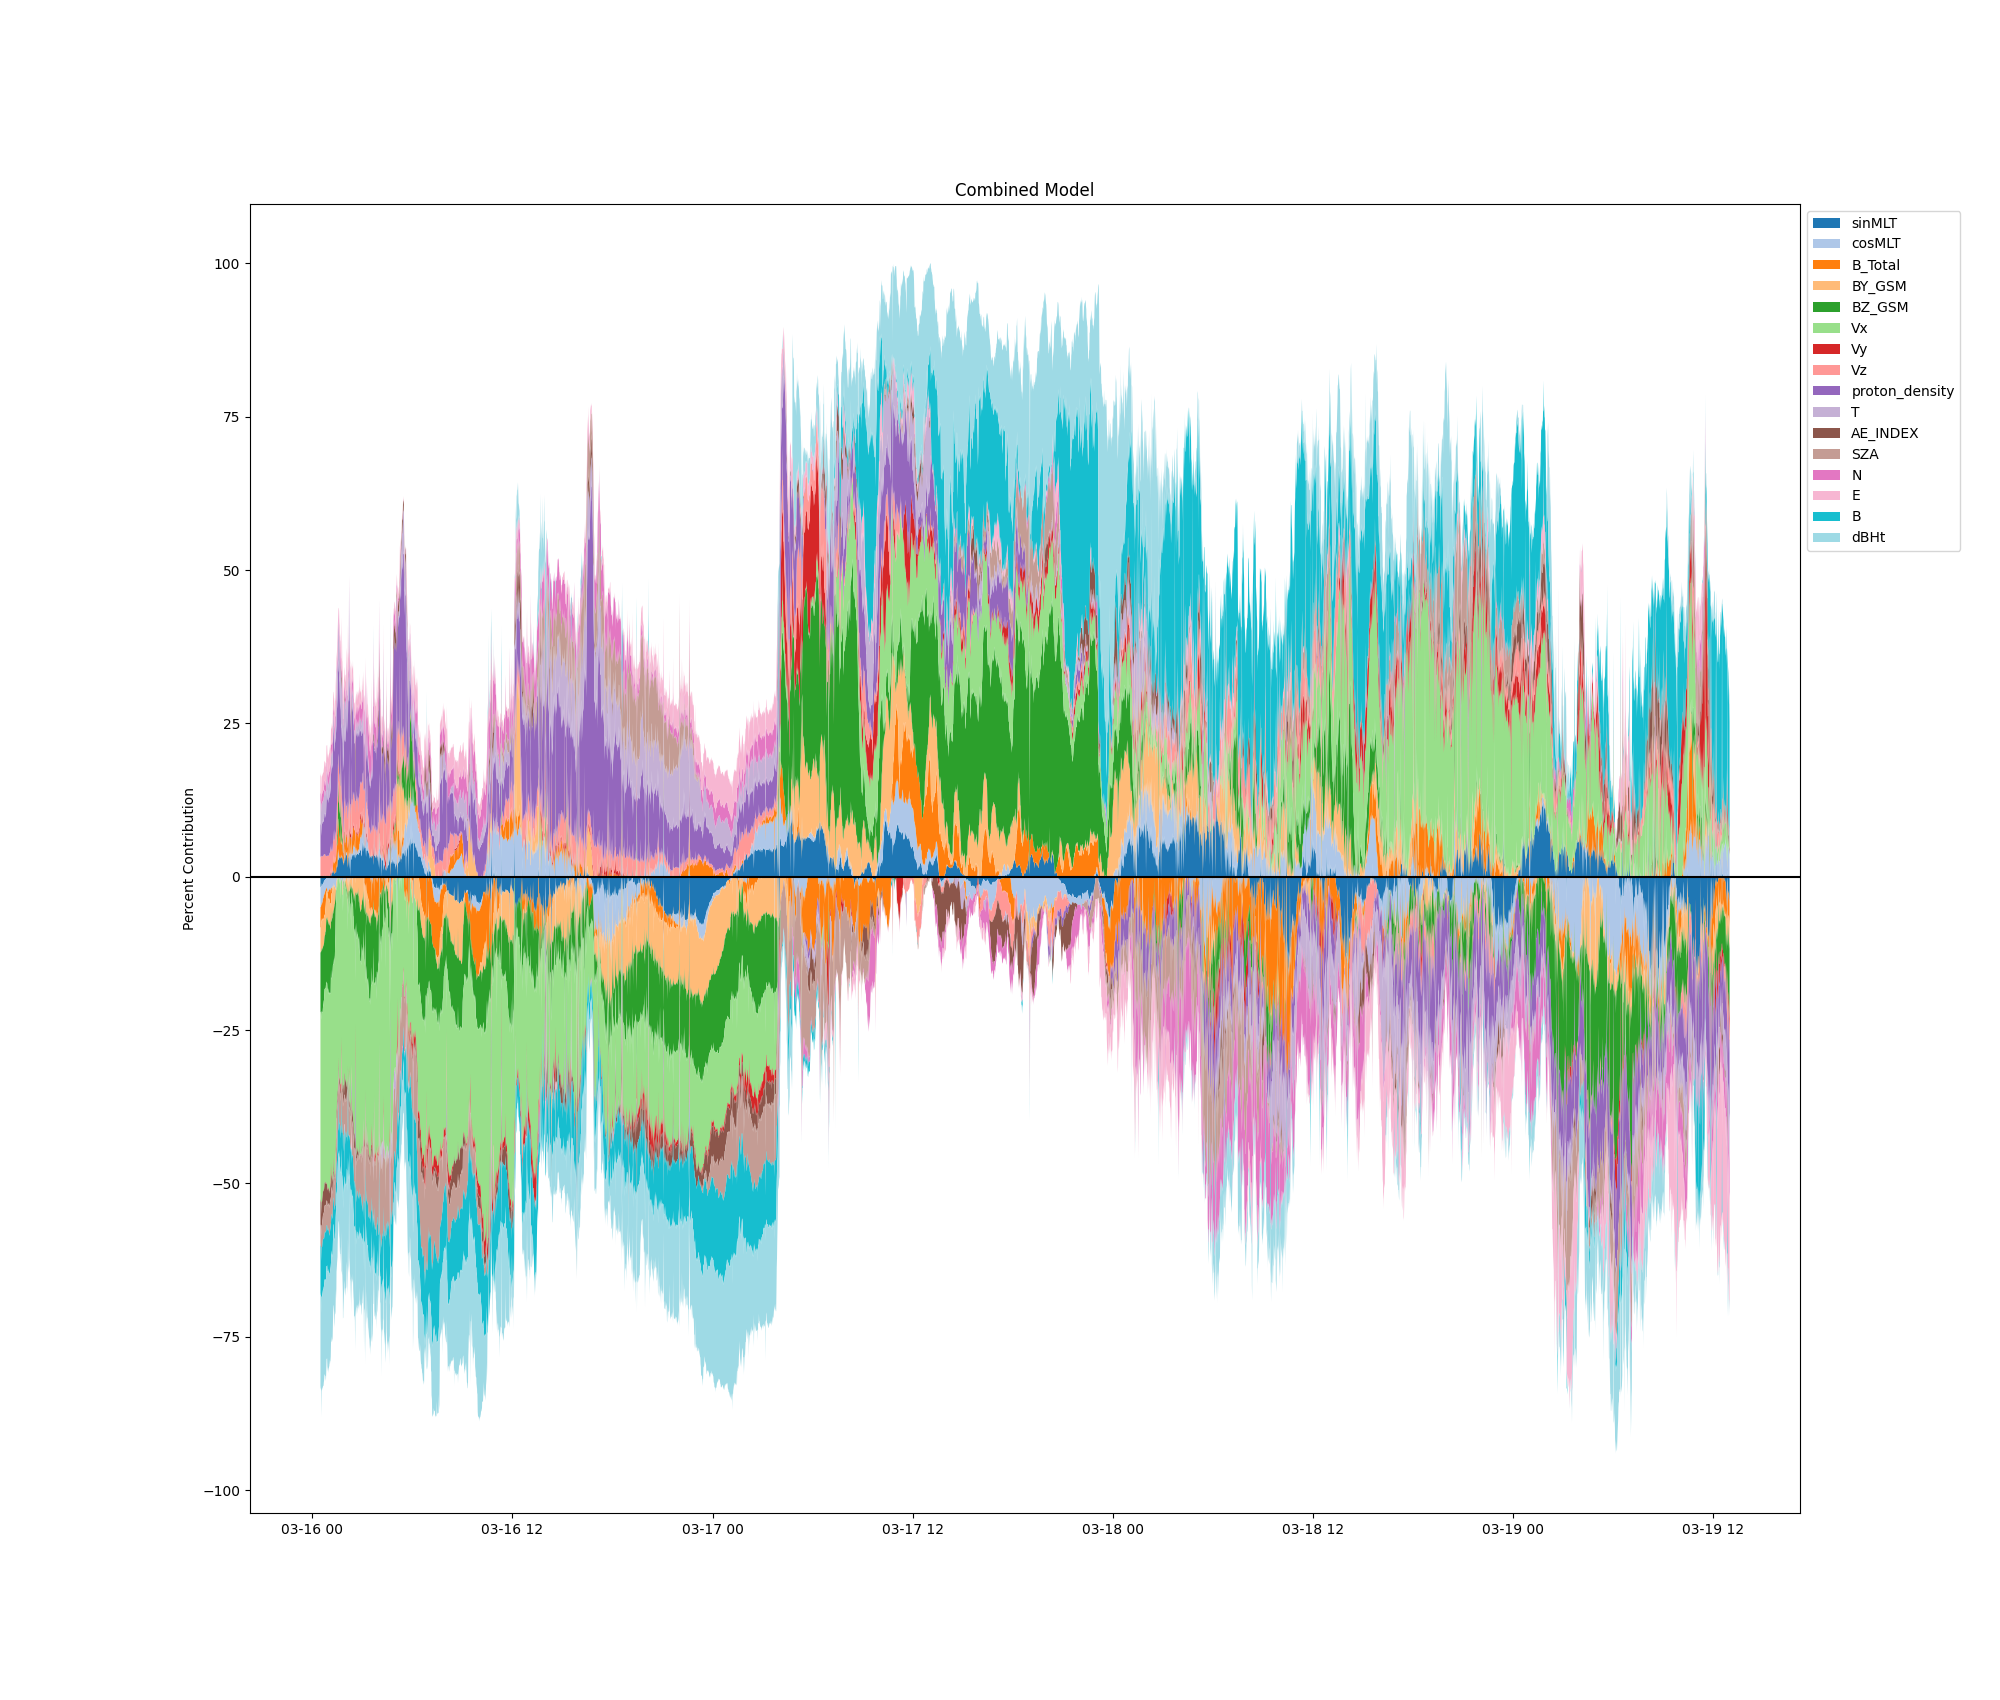 Combined Model
sinMLT
cosMLT
B_Total
BY_GSM
BZ_GSM
Vx
Vy
Vz
proton_density
T
AE_INDEX
SZA
N
E
B
dBHt
100
75
50
25
0
−25
−50
−75
−100
Percent Contribution
03-16 00
03-16 12
03-17 00
03-17 12
03-18 00
03-18 12
03-19 00
03-19 12